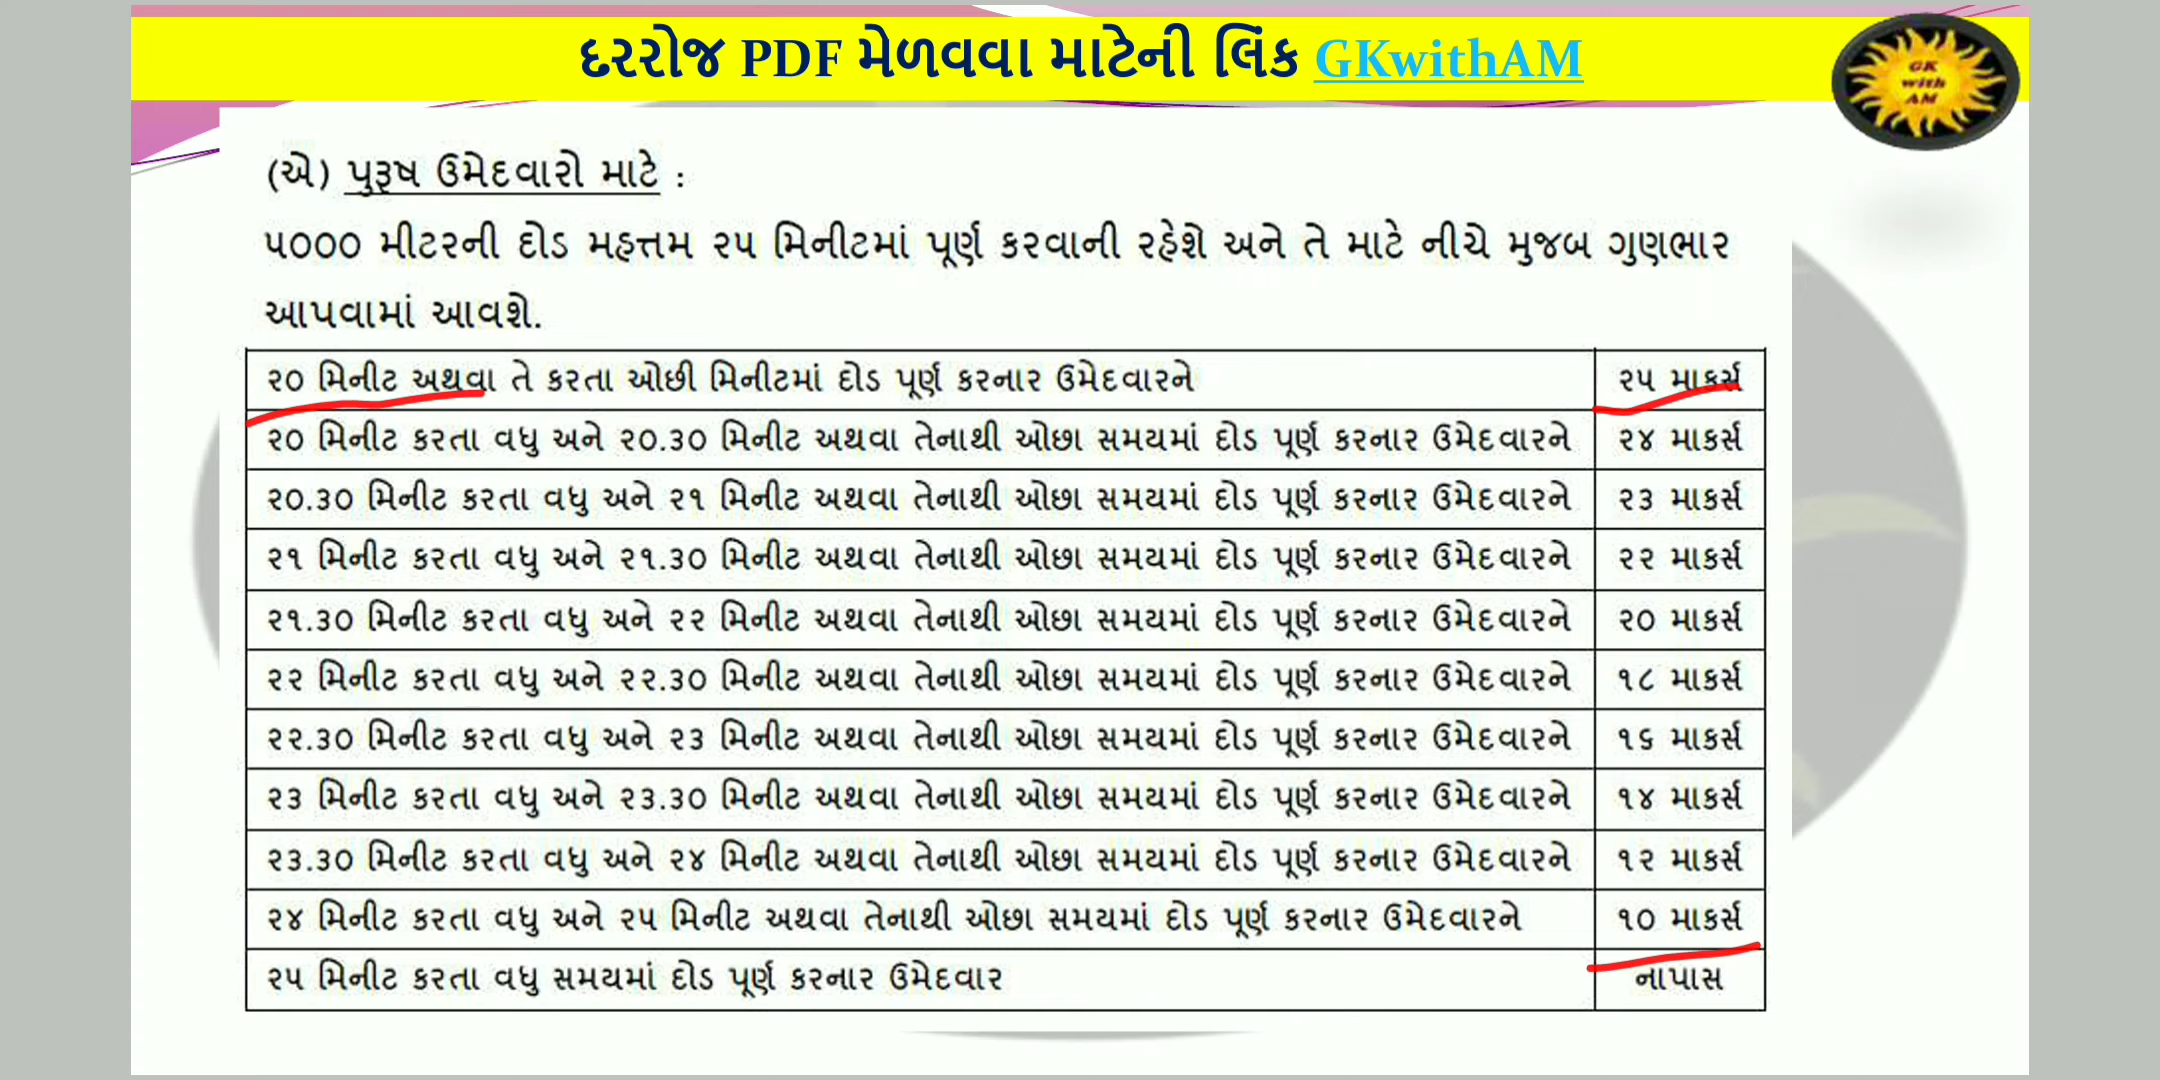 દરરોજ PDF મેળવવા માટેની લિંક GKwithAM
GK
with
AM
(એ) પુરૂષ ઉમેદવારો માટે :
૫૦૦૦ મીટરની દોડ મહત્તમ ૨૫ મિનીટમાં પૂર્ણ કરવાની રહેશે અને તે માટે નીચે મુજબ ગુણભાર
આપવામાં આવશે.
૨૦ મિનીટ અથવા તે કરતા ઓછી મિનીટમાં દોડ પૂર્ણ કરનાર ઉમેદવારને ૨૫ માર્ક્સ
૨૦ મિનીટ કરતા વધુ અને ૨૦.૩૦ મિનીટ અથવા તેનાથી ઓછા સમયમાં દોડ પૂર્ણ કરનાર ઉમેદવારને ૨૪ માર્ક્સ
૨૦.૩૦ મિનીટ કરતા વધુ અને ૨૧ મિનીટ અથવા તેનાથી ઓછા સમયમાં દોડ પૂર્ણ કરનાર ઉમેદવારને ૨૩ માર્ક્સ
૨૧ મિનીટ કરતા વધુ અને ૨૧.૩૦ મિનીટ અથવા તેનાથી ઓછા સમયમાં દોડ પૂર્ણ કરનાર ઉમેદવારને ૨૨ માર્ક્સ
૨૧.૩૦ મિનીટ કરતા વધુ અને ૨૨ મિનીટ અથવા તેનાથી ઓછા સમયમાં દોડ પૂર્ણ કરનાર ઉમેદવારને ૨૦ માર્ક્સ
૨૨ મિનીટ કરતા વધુ અને ૨૨.૩૦ મિનીટ અથવા તેનાથી ઓછા સમયમાં દોડ પૂર્ણ કરનાર ઉમેદવારને ૧૮ માર્ક્સ
૨૨.૩૦ મિનીટ કરતા વધુ અને ૨૩ મિનીટ અથવા તેનાથી ઓછા સમયમાં દોડ પૂર્ણ કરનાર ઉમેદવારને ૧૬ માર્ક્સ
૨૩ મિનીટ કરતા વધુ અને ૨૩.૩૦ મિનીટ અથવા તેનાથી ઓછા સમયમાં દોડ પૂર્ણ કરનાર ઉમેદવારને ૧૪ માર્ક્સ
૨૩.૩૦ મિનીટ કરતા વધુ અને ૨૪ મિનીટ અથવા તેનાથી ઓછા સમયમાં દોડ પૂર્ણ કરનાર ઉમેદવારને ૧૨ માર્ક્સ
૨૪ મિનીટ કરતા વધુ અને ૨૫ મિનીટ અથવા તેનાથી ઓછા સમયમાં દોડ પૂર્ણ કરનાર ઉમેદવારને ૧૦ માર્ક્સ
૨૫ મિનીટ કરતા વધુ સમયમાં દોડ પૂર્ણ કરનાર ઉમેદવાર નાપાસ